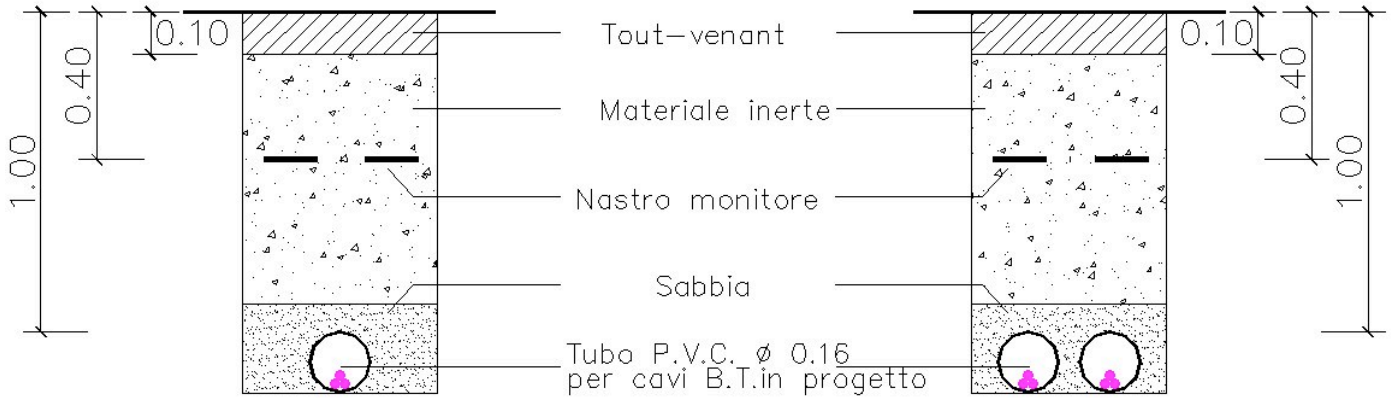 0.10
0.40
1.00
Tout-venant
Materiale inerte
Nastro monitore
Sabbia
Tubo P.V.C. ø 0.16
per cavi B.T.in progetto
0.10
0.40
1.00